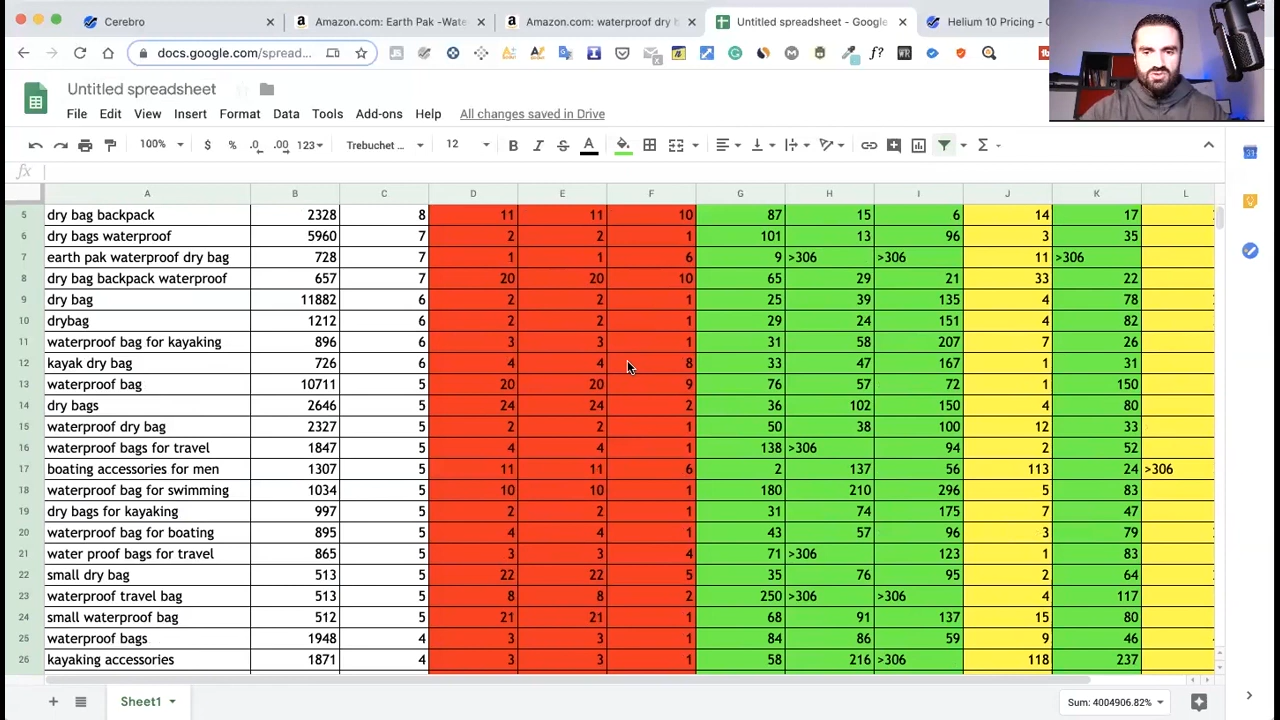 Cerebro
Amazon.com: Earth Pak -Wate
Amazon.com: waterproof dry b
Untitled spreadsheet - Google
Helium 10 Pricing - C
docs.google.com/spread...
Untitled spreadsheet
File Edit View Insert Format Data Tools Add-ons Help All changes saved in Drive
100% $ % .0 .00 123 Trebuchet ... 12 B I S A
fx
A B C D E F G H I J K L
5 dry bag backpack 2328 8 11 11 10 87 15 6 14 17
6 dry bags waterproof 5960 7 2 2 1 101 13 96 3 35
7 earth pak waterproof dry bag 728 7 1 1 6 9 >306 >306 11 >306
8 dry bag backpack waterproof 657 7 20 20 10 65 29 21 33 22
9 dry bag 11882 6 2 2 1 25 39 135 4 78
10 drybag 1212 6 2 2 1 29 24 151 4 82
11 waterproof bag for kayaking 896 6 3 3 1 31 58 207 7 26
12 kayak dry bag 726 6 4 4 8 33 47 167 1 31
13 waterproof bag 10711 5 20 20 9 76 57 72 1 150
14 dry bags 2646 5 24 24 2 36 102 150 4 80
15 waterproof dry bag 2327 5 2 2 1 50 38 100 12 33
16 waterproof bags for travel 1847 5 4 4 1 138 >306 94 2 52
17 boating accessories for men 1307 5 11 11 6 2 137 56 113 24 >306
18 waterproof bag for swimming 1034 5 10 10 1 180 210 296 5 83
19 dry bags for kayaking 997 5 2 2 1 31 74 175 7 47
20 waterproof bag for boating 895 5 4 4 1 43 57 96 3 79
21 water proof bags for travel 865 5 3 3 4 71 >306 123 1 83
22 small dry bag 513 5 22 22 5 35 76 95 2 64
23 waterproof travel bag 513 5 8 8 2 250 >306 >306 4 117
24 small waterproof bag 512 5 21 21 1 68 91 137 15 80
25 waterproof bags 1948 4 3 3 1 84 86 59 9 46
26 kayaking accessories 1871 4 3 3 1 58 216 >306 118 237
Sheet1
Sum: 4004906.82%